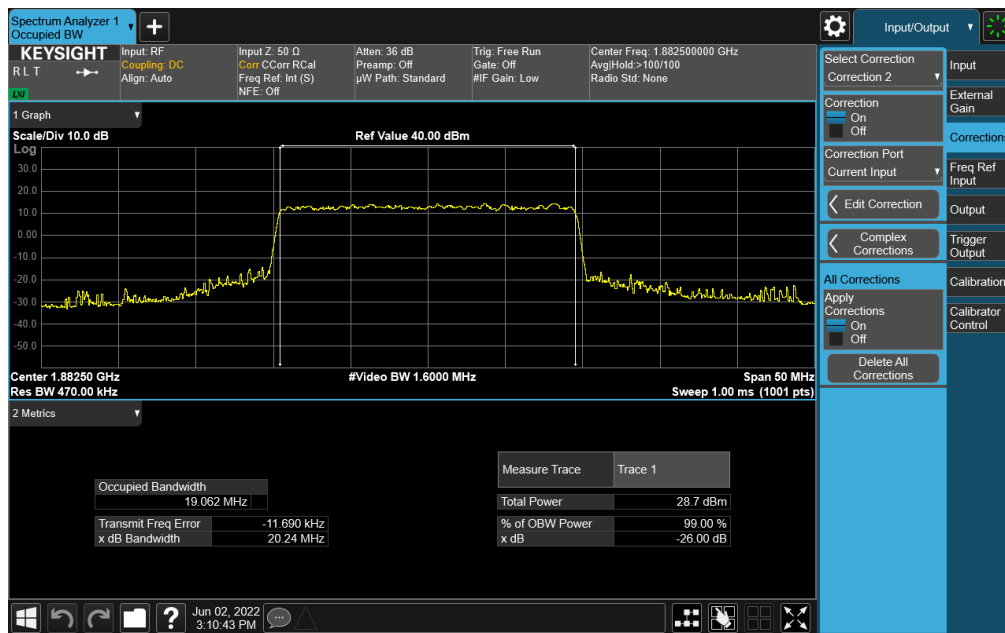 Spectrum Analyzer 1
Occupied BW
+
Input/Output
KEYSIGHT
R L T
LXI
Input: RF
Coupling: DC
Align: Auto
Input Z: 50 Ω
Corr CCorr RCal
Freq Ref: Int (S)
NFE: Off
Atten: 36 dB
Preamp: Off
µW Path: Standard
Trig: Free Run
Gate: Off
#IF Gain: Low
Center Freq: 1.882500000 GHz
Avg|Hold:>100/100
Radio Std: None
1 Graph
Scale/Div 10.0 dB
Ref Value 40.00 dBm
Log
30.0
20.0
10.0
0.00
-10.0
-20.0
-30.0
-40.0
-50.0
Center 1.88250 GHz
#Video BW 1.6000 MHz
Span 50 MHz
Res BW 470.00 kHz
Sweep 1.00 ms (1001 pts)
2 Metrics
Occupied Bandwidth
19.062 MHz
Transmit Freq Error -11.690 kHz
x dB Bandwidth 20.24 MHz
Measure Trace Trace 1
Total Power 28.7 dBm
% of OBW Power 99.00 %
x dB -26.00 dB
Select Correction
Correction 2
Correction
On
Off
Correction Port
Current Input
Edit Correction
Complex
Corrections
All Corrections
Apply
Corrections
On
Off
Delete All
Corrections
Input
External
Gain
Corrections
Freq Ref
Input
Output
Trigger
Output
Calibration
Calibrator
Control
?
Jun 02, 2022
3:10:43 PM